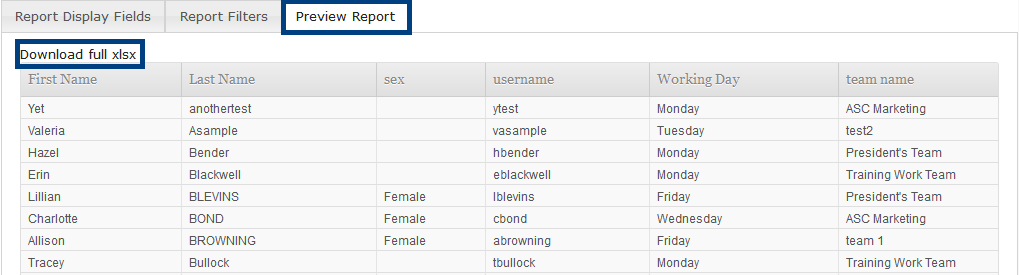 Report Display Fields Report Filters Preview Report
Download full xlsx
First Name Last Name sex username Working Day team name
Yet anothertest ytest Monday ASC Marketing
Valeria Asample vasample Tuesday test2
Hazel Bender hbender Monday President's Team
Erin Blackwell eblackwell Monday Training Work Team
Lillian BLEVINS Female lblevins Friday President's Team
Charlotte BOND Female cbond Wednesday ASC Marketing
Allison BROWNING Female abrowning Friday team 1
Tracey Bullock tbullock Monday Training Work Team